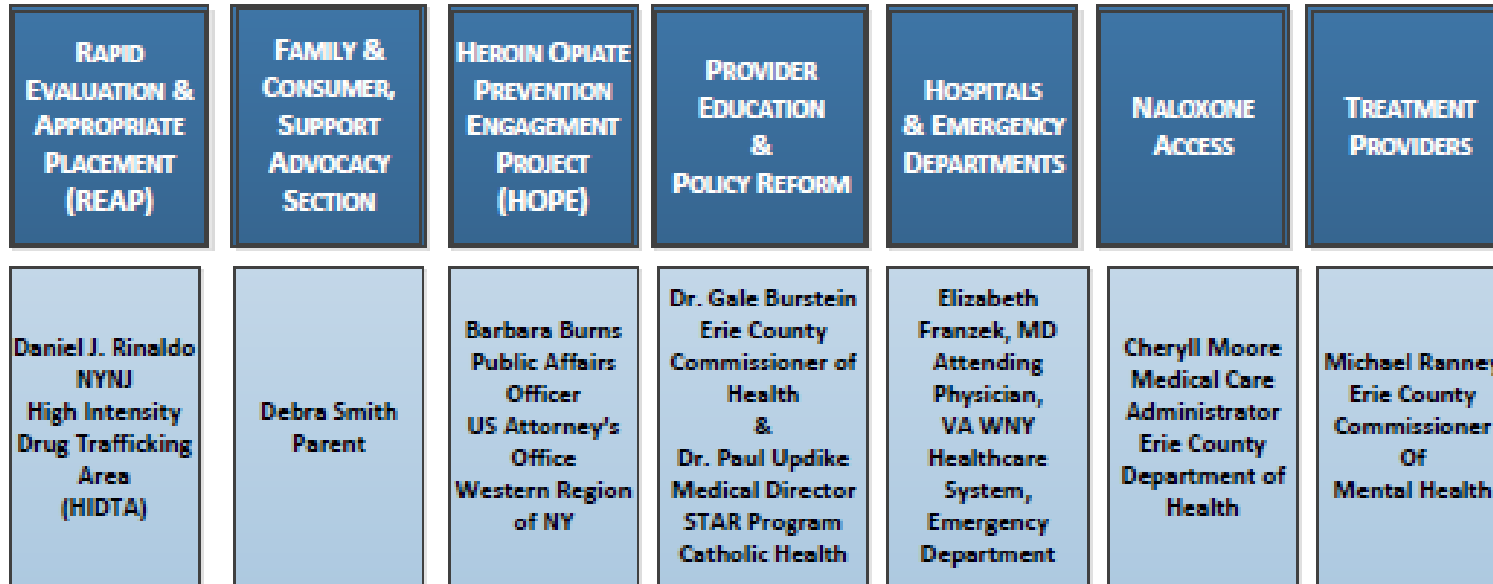 RAPID
EVALUATION &
APPROPRIATE
PLACEMENT
(REAP)
FAMILY &
CONSUMER,
SUPPORT
ADVOCACY
SECTION
HEROIN OPIATE
PREVENTION
ENGAGEMENT
PROJECT
(HOPE)
PROVIDER
EDUCATION
&
POLICY REFORM
HOSPITALS
& EMERGENCY
DEPARTMENTS
NALOXONE
ACCESS
TREATMENT
PROVIDERS
Daniel J. Rinaldo
NYNJ
High Intensity
Drug Trafficking
Area
(HIDTA)
Debra Smith
Parent
Barbara Burns
Public Affairs
Officer
US Attorney's
Office
Western Region
of NY
Dr. Gale Burstein
Erie County
Commissioner of
Health
&
Dr. Paul Updike
Medical Director
STAR Program
Catholic Health
Elizabeth
Franzek, MD
Attending
Physician,
VA WNY
Healthcare
System,
Emergency
Department
Cheryll Moore
Medical Care
Administrator
Erie County
Department of
Health
Michael Ranney
Erie County
Commissioner
Of
Mental Health